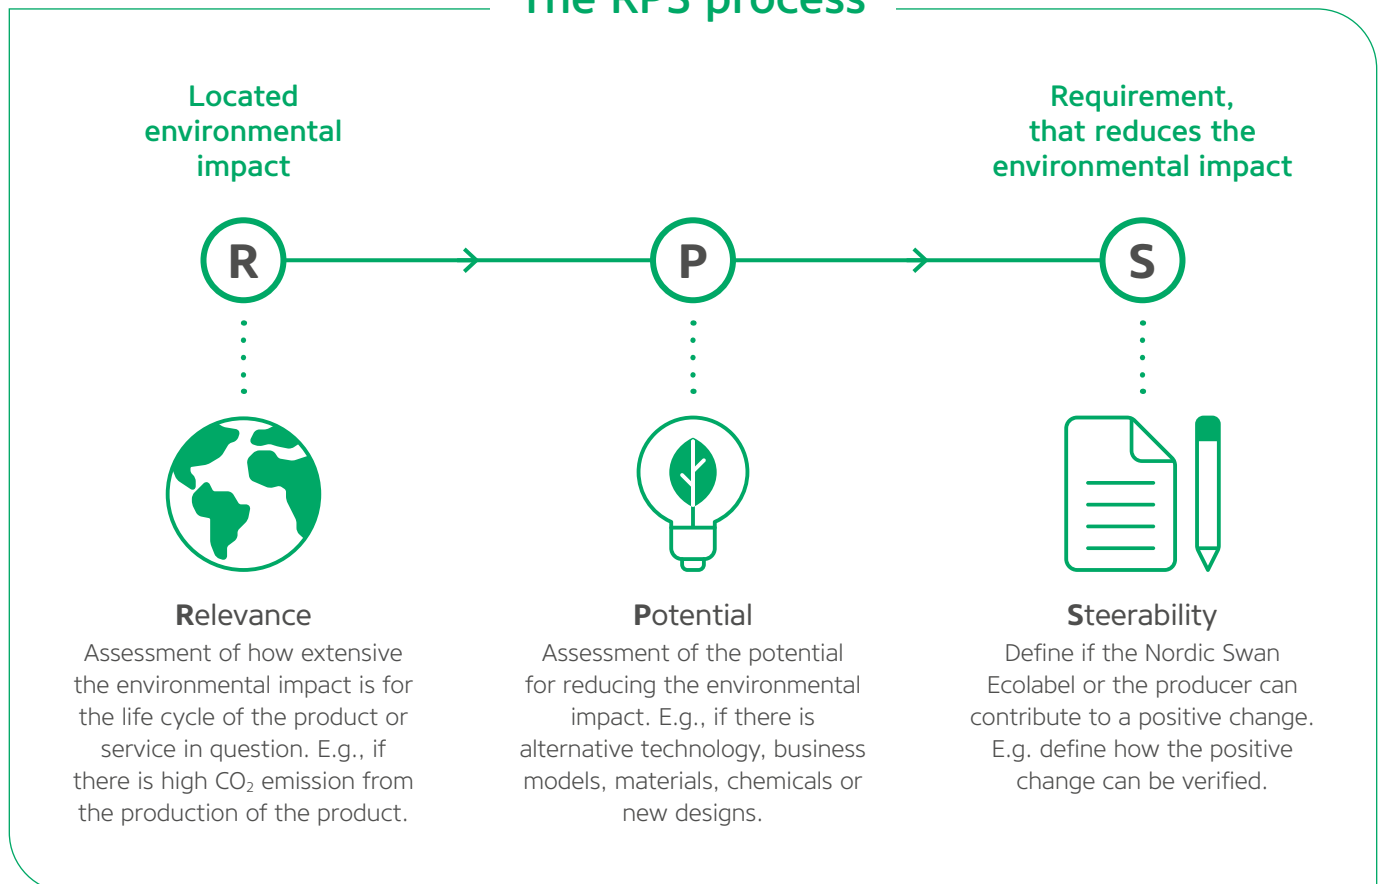 The RPS process
Located
environmental
impact
Requirement,
that reduces the
environmental impact
R
P
S
Relevance
Assessment of how extensive
the environmental impact is for
the life cycle of the product or
service in question. E.g., if
there is high CO₂ emission from
the production of the product.
Potential
Assessment of the potential
for reducing the environmental
impact. E.g., if there is
alternative technology, business
models, materials, chemicals or
new designs.
Steerability
Define if the Nordic Swan
Ecolabel or the producer can
contribute to a positive change.
E.g. define how the positive
change can be verified.